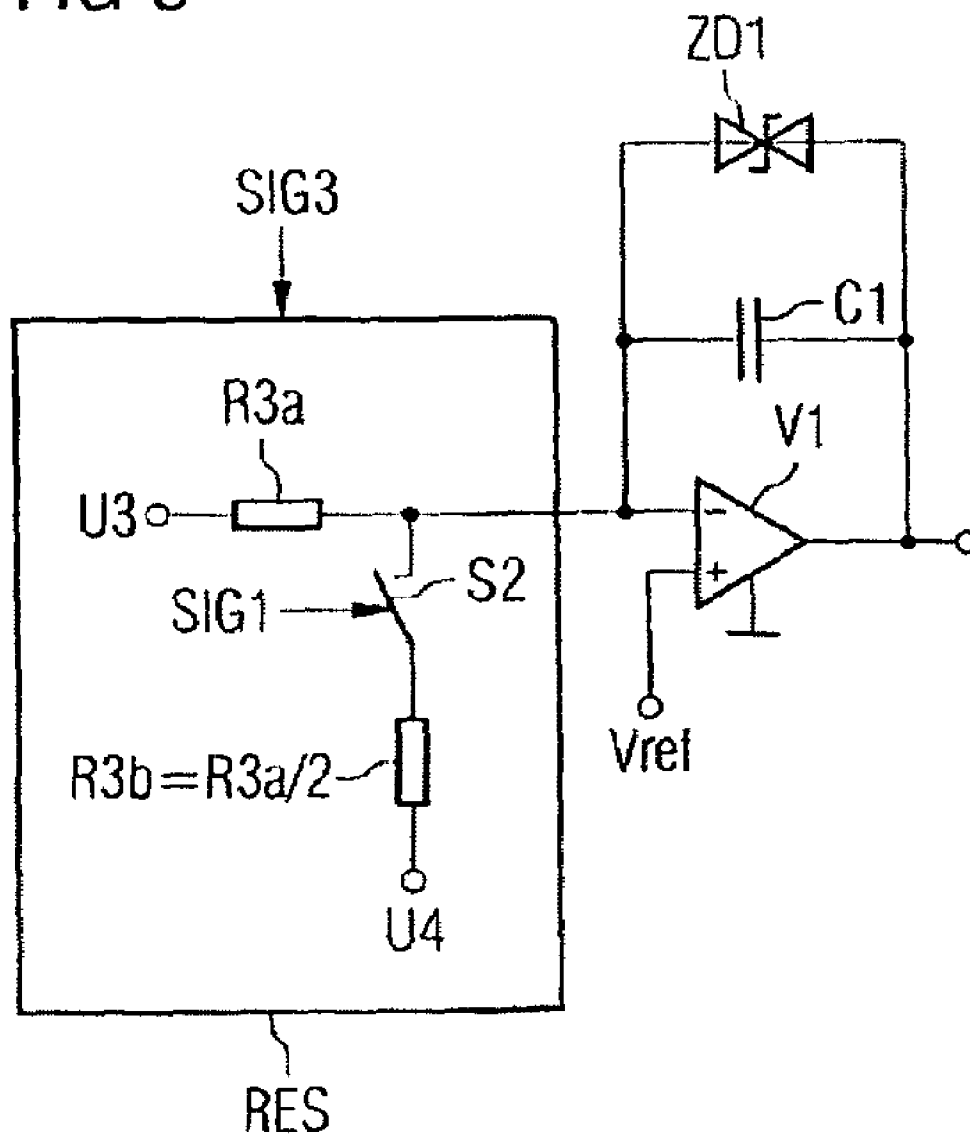 ZD1
SIG3
C1
R3a
V1
U3
-
S2
+
SIG1
Vref
R3b=R3a/2
U4
RES